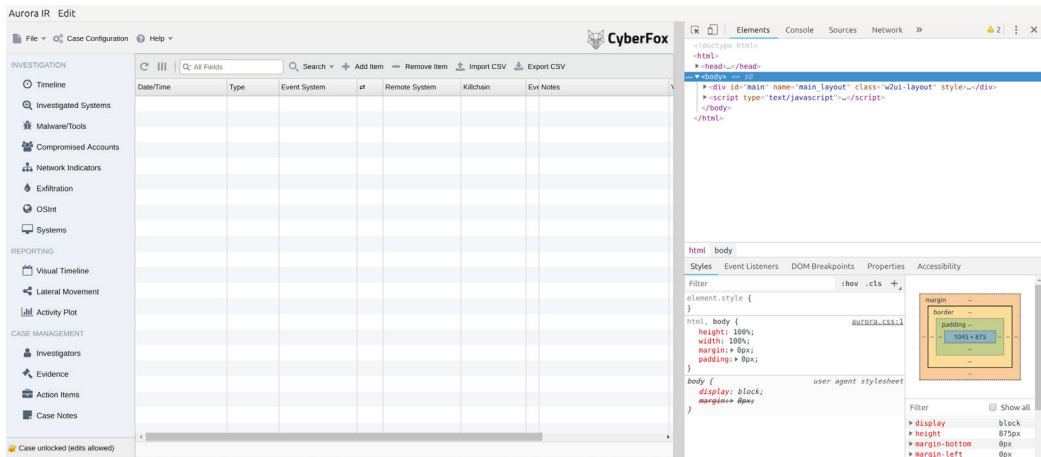 Aurora IR Edit
File Case Configuration Help
CyberFox
INVESTIGATION
Timeline
Investigated Systems
Malware/Tools
Compromised Accounts
Network Indicators
Exfiltration
OSInt
Systems
REPORTING
Visual Timeline
Lateral Movement
Activity Plot
CASE MANAGEMENT
Investigators
Evidence
Action Items
Case Notes
Case unlocked (edits allowed)
All Fields Search Add Item Remove Item Import CSV Export CSV
Date/Time Type Event System ⇄ Remote System Killchain Eve Notes V
Elements Console Sources Network » 2
<!doctype html>
<html>
▶<head>…</head>
...▼<body> == $0
▶<div id="main" name="main_layout" class="w2ui-layout" style>…</div>
▶<script type="text/javascript">…</script>
</body>
</html>
html body
Styles Event Listeners DOM Breakpoints Properties Accessibility
Filter :hov .cls +
element.style {
}
html, body { aurora.css:1
height: 100%;
width: 100%;
margin:▶ 0px;
padding:▶ 0px;
}
body { user agent stylesheet
display: block;
margin:▶ 8px;
}
margin –
border –
padding –
– – – 1045 × 875 – – –
–
–
–
Filter Show all
▶ display block
▶ height 875px
▶ margin-bottom 0px
▶ margin-left 0px